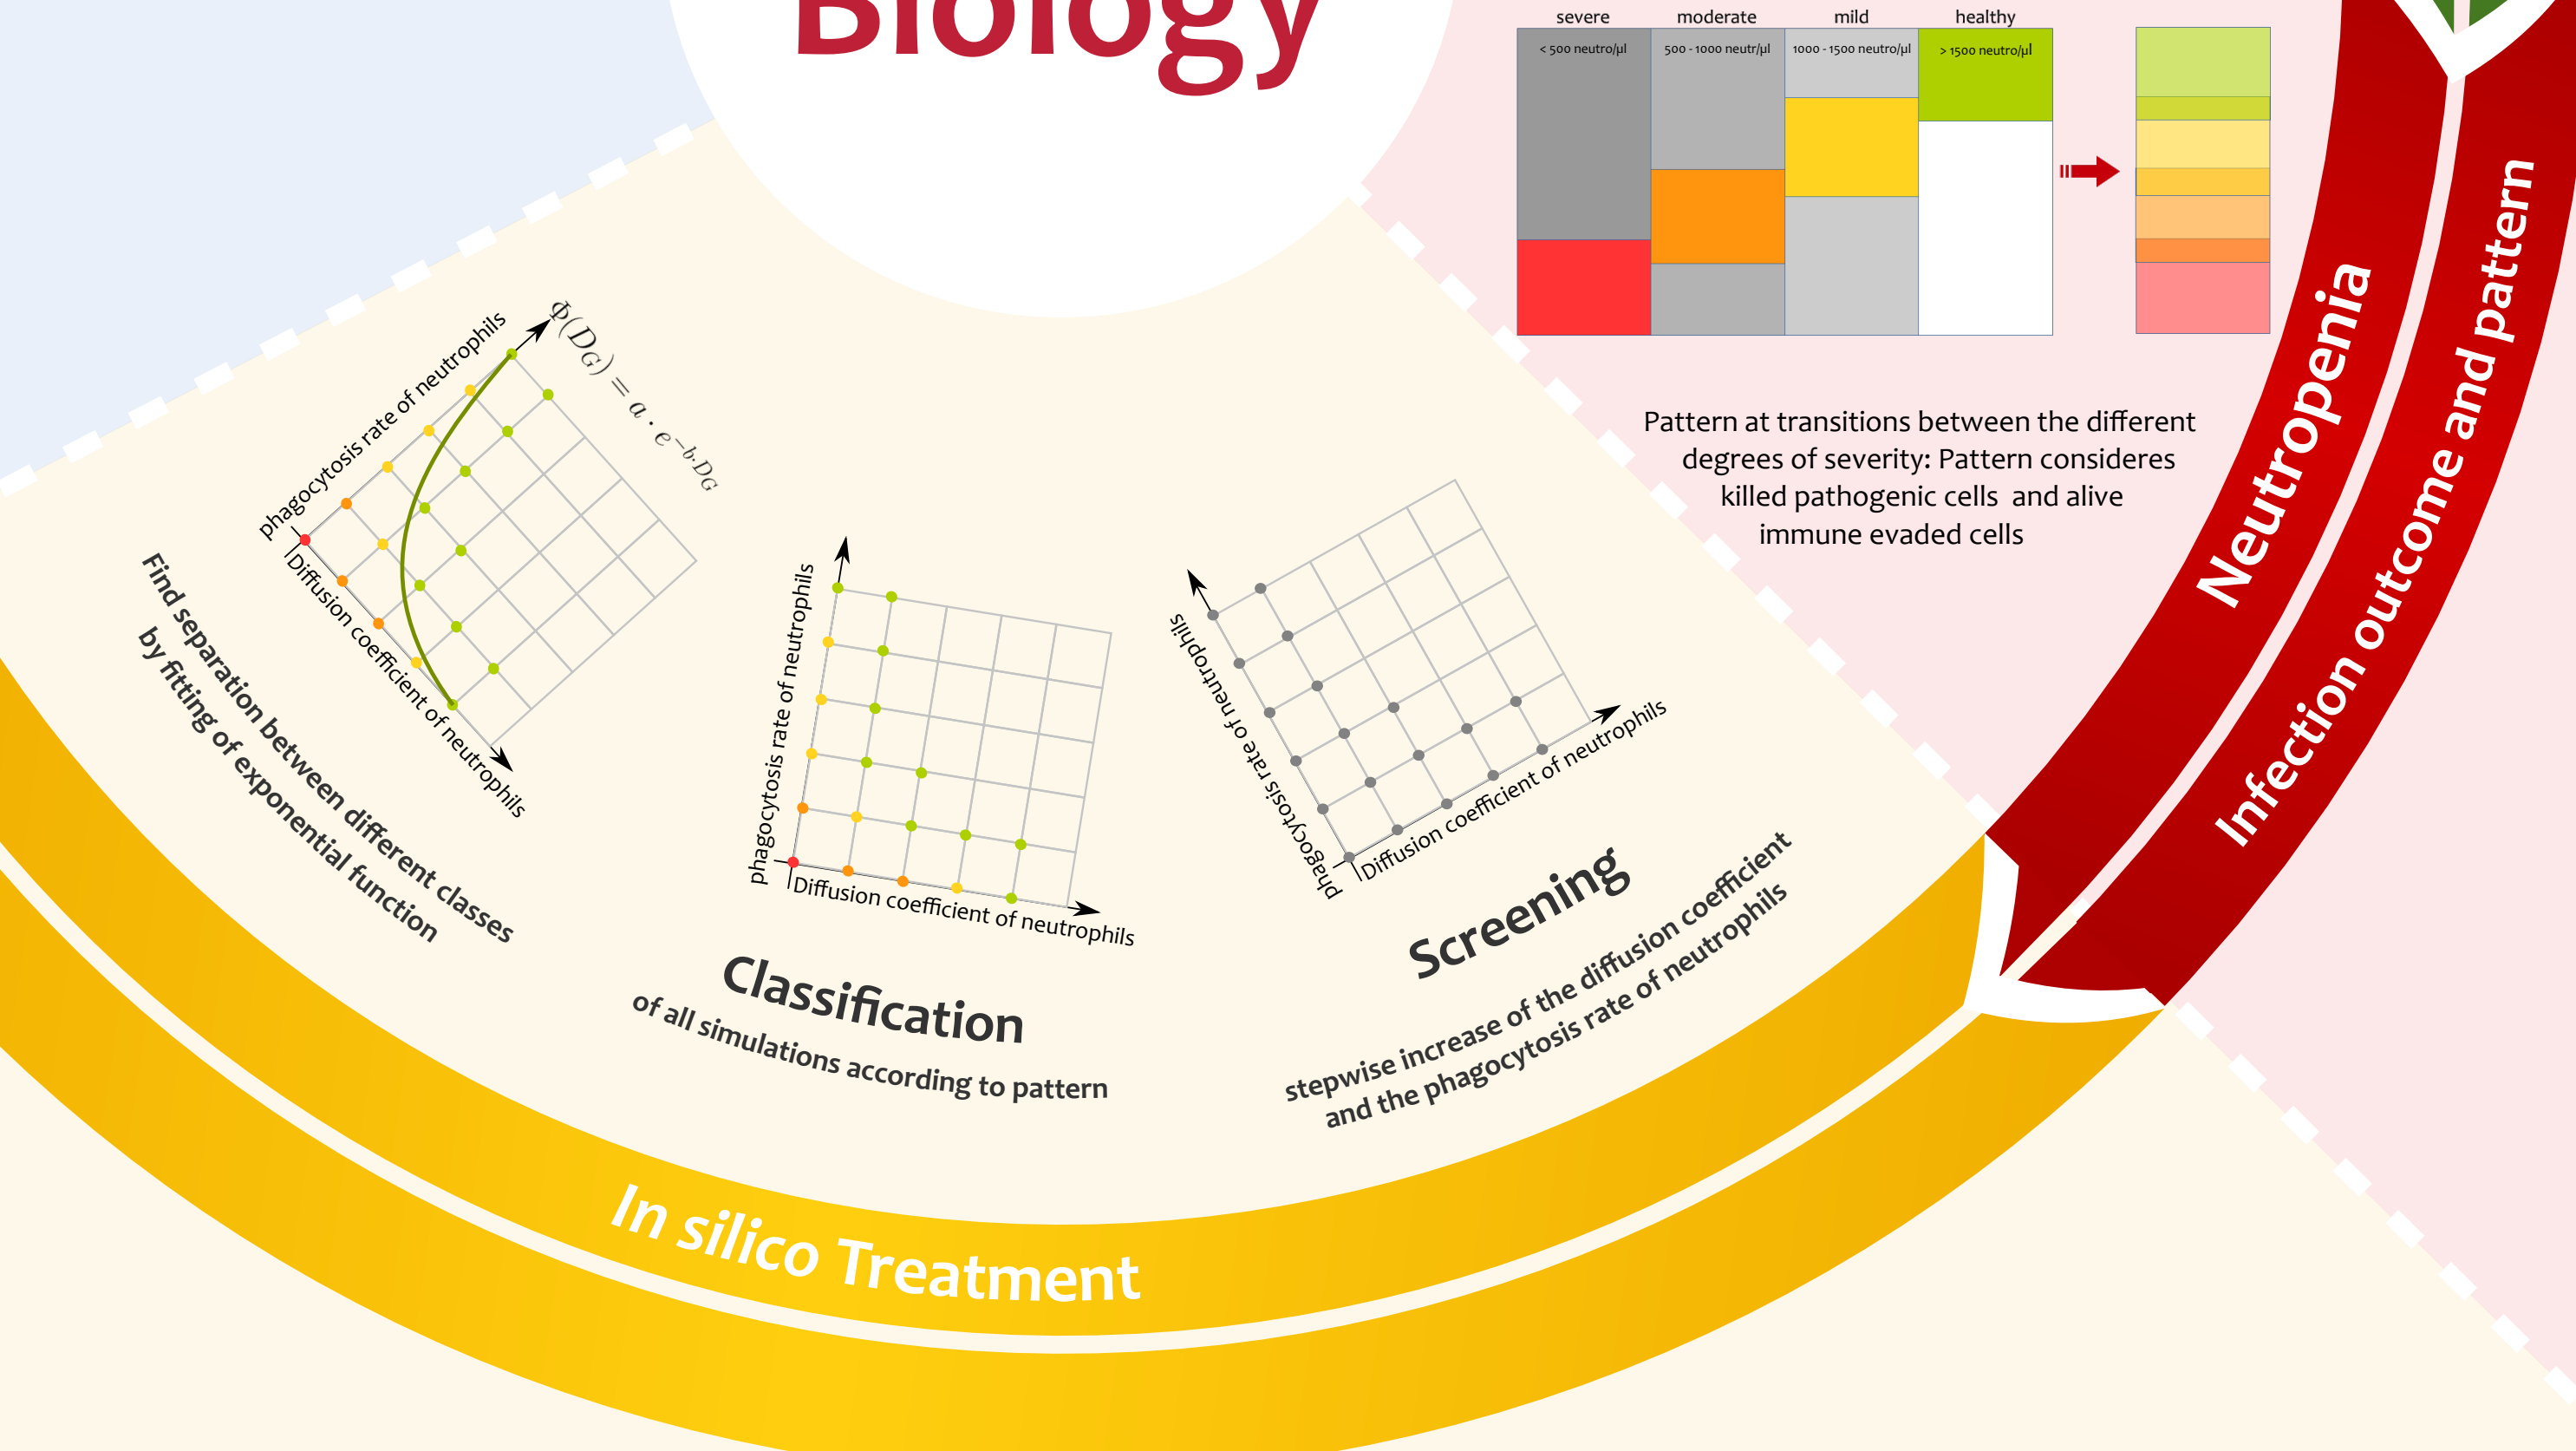 Biology
severe moderate mild healthy
< 500 neutro/µl 500 - 1000 neutr/µl 1000 - 1500 neutro/µl > 1500 neutro/µl
Pattern at transitions between the different
degrees of severity: Pattern consideres
killed pathogenic cells and alive
immune evaded cells
Neutropenia
Infection outcome and pattern
phagocytosis rate of neutrophils
Φ(D_G) = a · e^{−b·D_G}
Diffusion coefficient of neutrophils
Find separation between different classes
by fitting of exponential function
phagocytosis rate of neutrophils
Diffusion coefficient of neutrophils
Classification
of all simulations according to pattern
phagocytosis rate of neutrophils
Diffusion coefficient of neutrophils
Screening
stepwise increase of the diffusion coefficient
and the phagocytosis rate of neutrophils
In silico Treatment